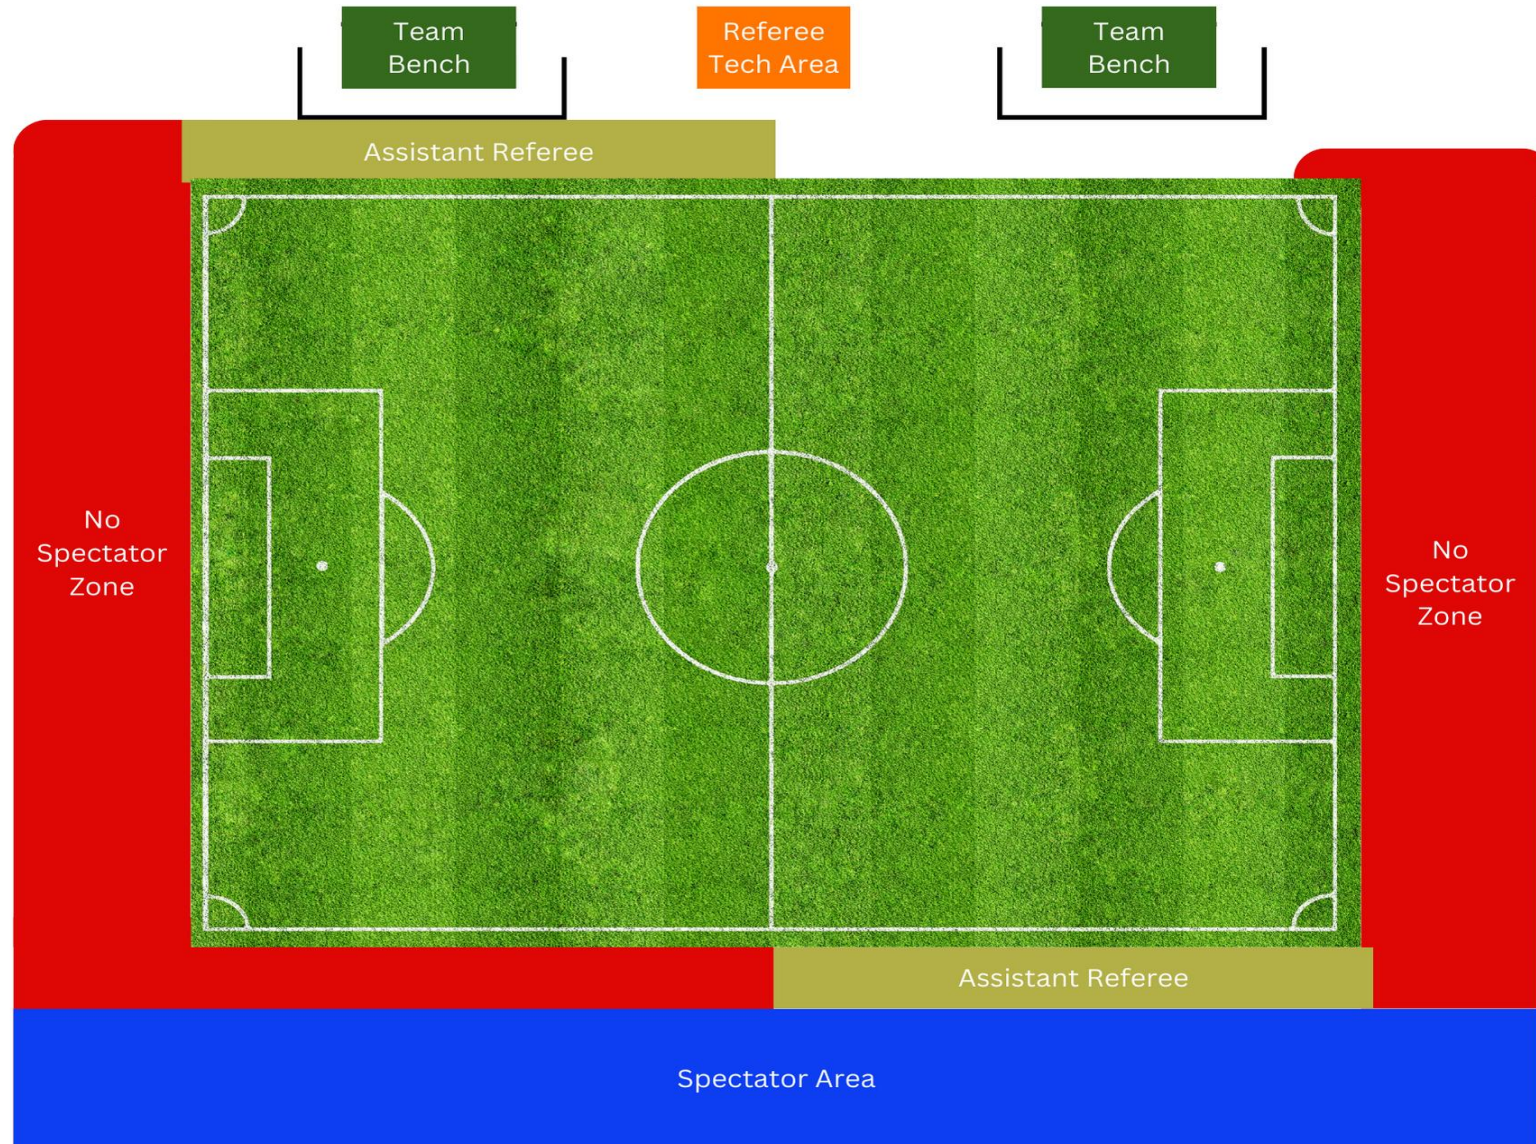 Team
Bench
Referee
Tech Area
Team
Bench
Assistant Referee
No
Spectator
Zone
No
Spectator
Zone
Assistant Referee
Spectator Area